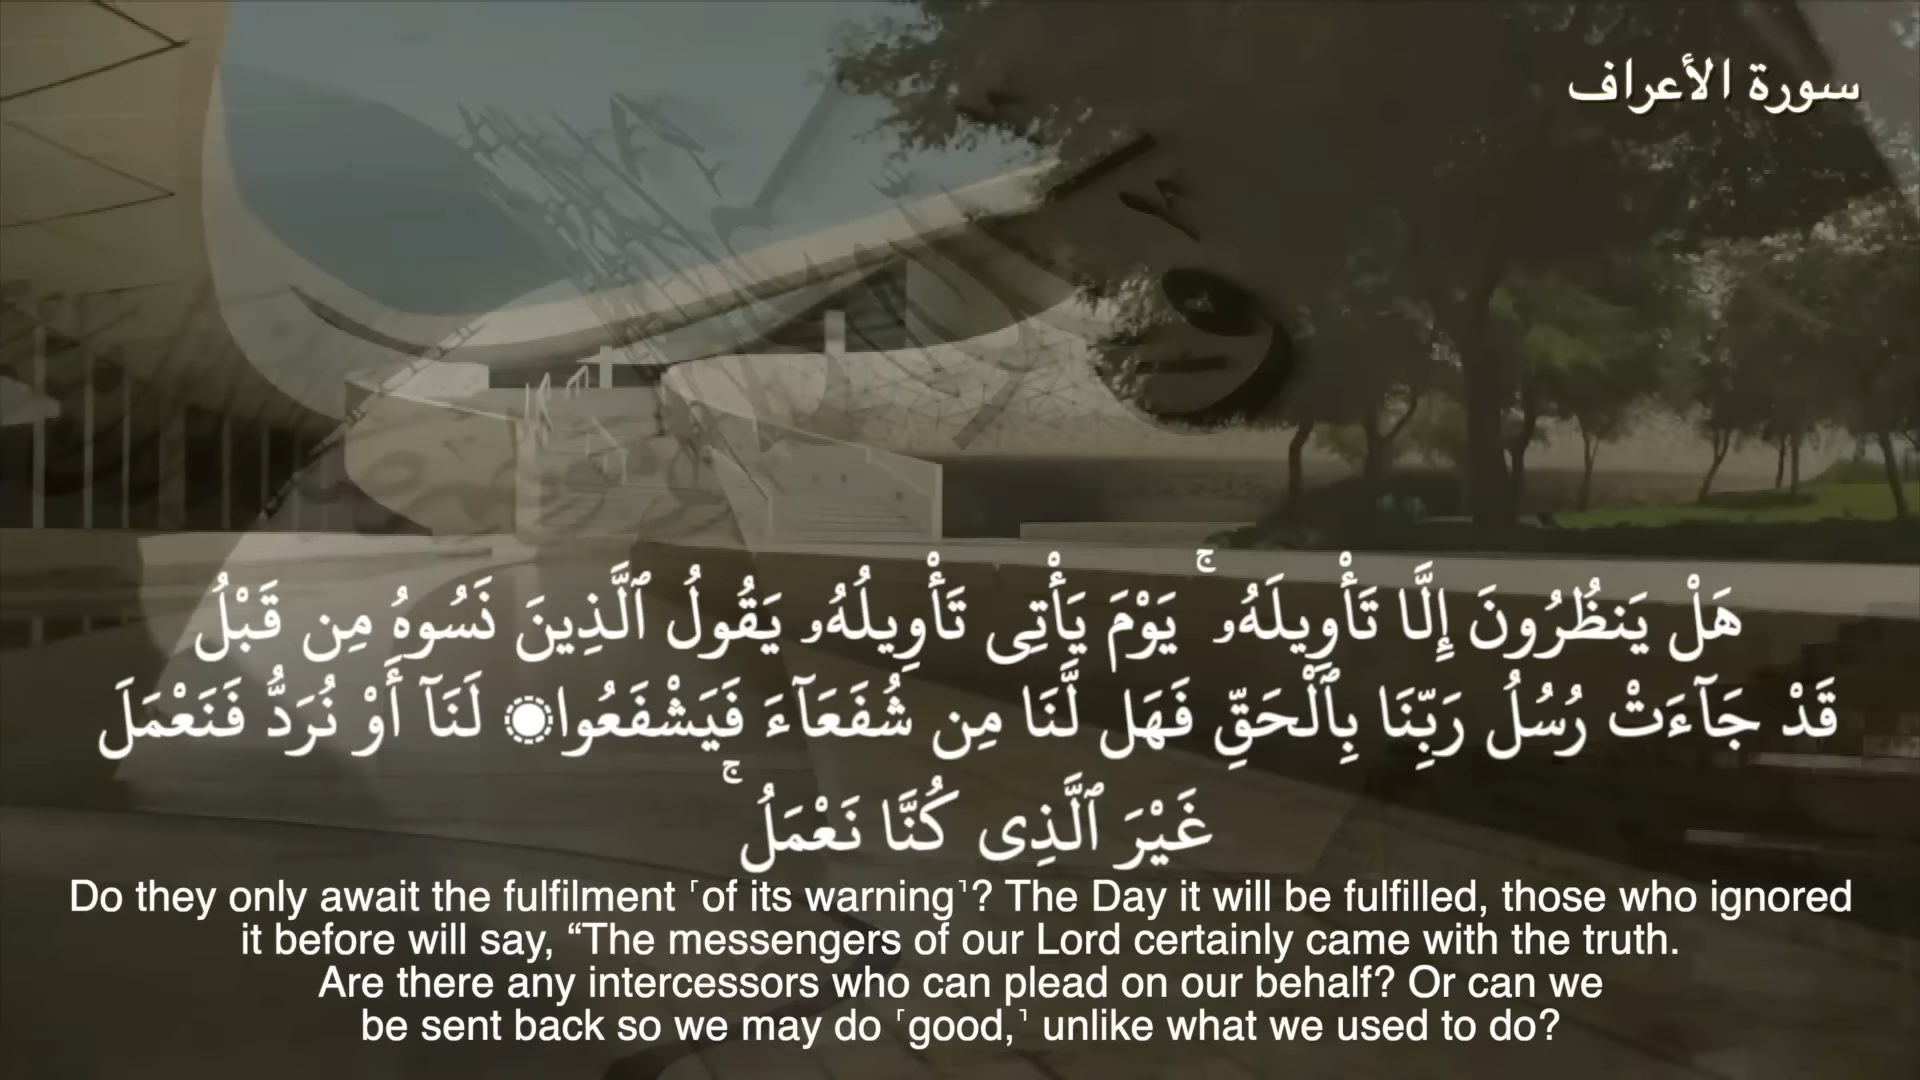 سورة الأعراف
هَلْ يَنظُرُونَ إِلَّا تَأْوِيلَهُۥ ۚ يَوْمَ يَأْتِى تَأْوِيلُهُۥ يَقُولُ ٱلَّذِينَ نَسُوهُ مِن قَبْلُ
قَدْ جَآءَتْ رُسُلُ رَبِّنَا بِٱلْحَقِّ فَهَل لَّنَا مِن شُفَعَآءَ فَيَشْفَعُوا۟ لَنَآ أَوْ نُرَدُّ فَنَعْمَلَ
غَيْرَ ٱلَّذِى كُنَّا نَعْمَلُ ۚ
Do they only await the fulfilment ˹of its warning˺? The Day it will be fulfilled, those who ignored
it before will say, “The messengers of our Lord certainly came with the truth.
Are there any intercessors who can plead on our behalf? Or can we
be sent back so we may do ˹good,˺ unlike what we used to do?